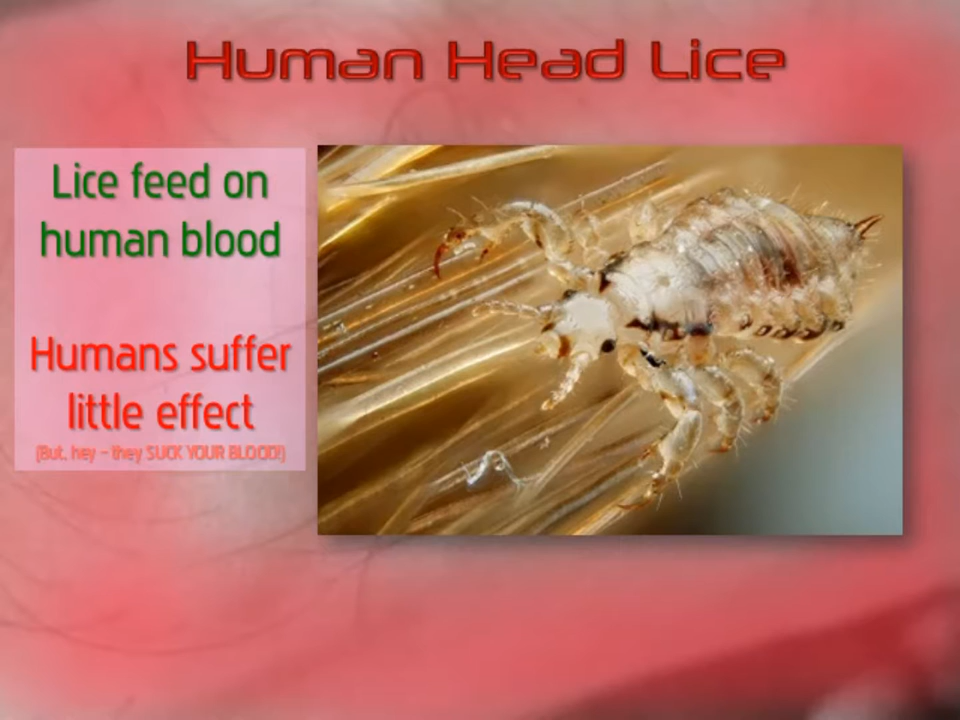 Human Head Lice
Lice feed on
human blood
Humans suffer
little effect
(But, hey - they SUCK YOUR BLOOD!)